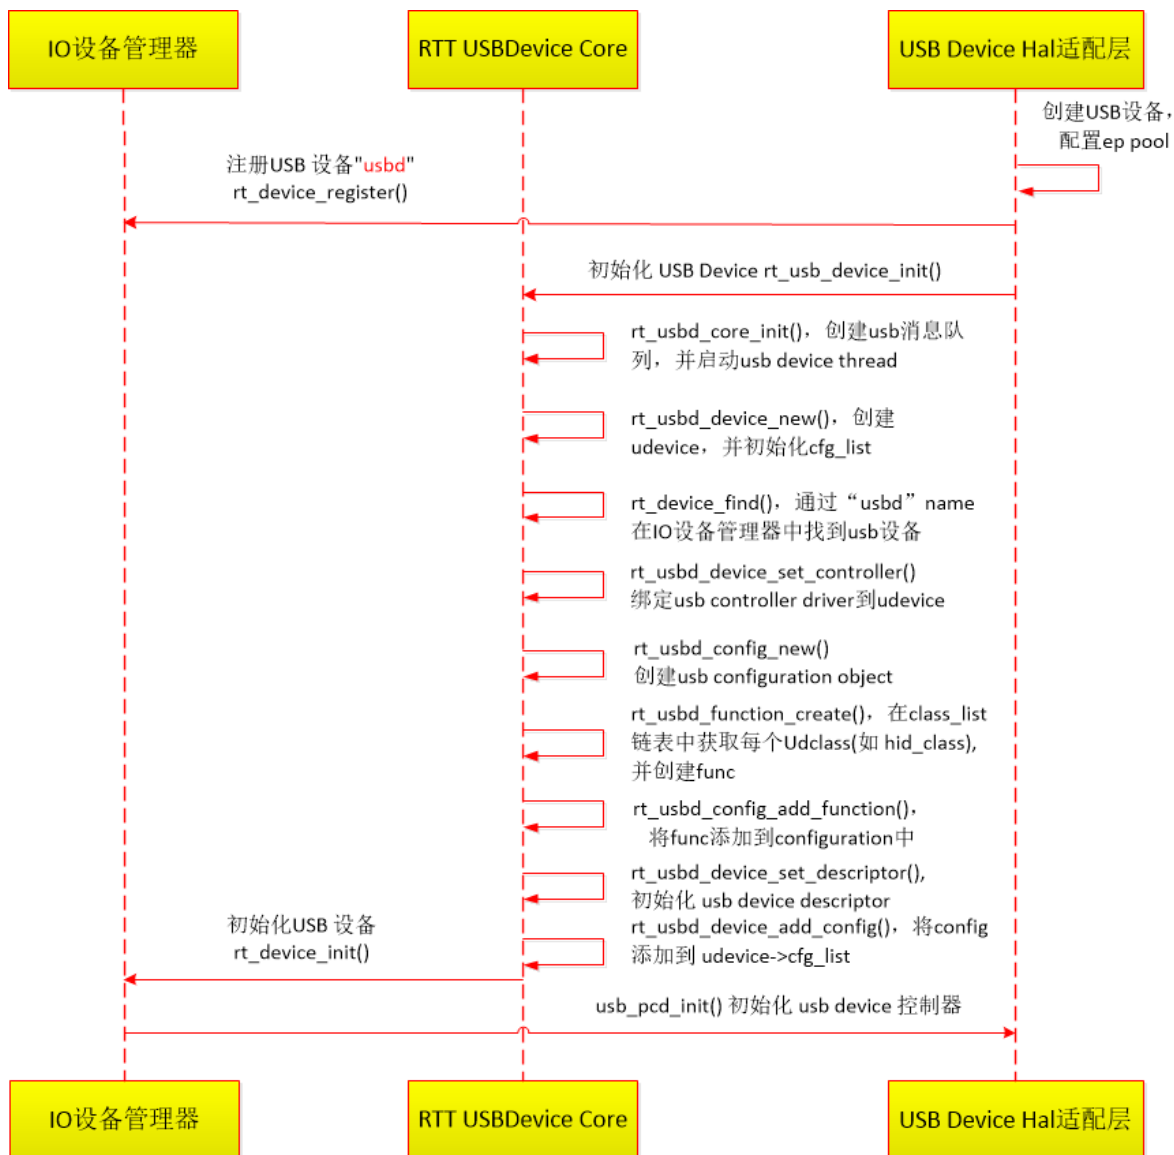 IO设备管理器
RTT USBDevice Core
USB Device Hal适配层
创建USB设备，
配置ep pool
注册USB 设备"usbd"
rt_device_register()
初始化 USB Device rt_usb_device_init()
rt_usbd_core_init()，创建usb消息队
列，并启动usb device thread
rt_usbd_device_new()，创建
udevice，并初始化cfg_list
rt_device_find()，通过“usbd”name
在IO设备管理器中找到usb设备
rt_usbd_device_set_controller()
绑定usb controller driver到udevice
rt_usbd_config_new()
创建usb configuration object
rt_usbd_function_create()，在class_list
链表中获取每个Udclass(如 hid_class),
并创建func
rt_usbd_config_add_function()，
将func添加到configuration中
rt_usbd_device_set_descriptor(),
初始化 usb device descriptor
rt_usbd_device_add_config()，将config
添加到 udevice->cfg_list
初始化USB 设备
rt_device_init()
usb_pcd_init() 初始化 usb device 控制器
IO设备管理器
RTT USBDevice Core
USB Device Hal适配层